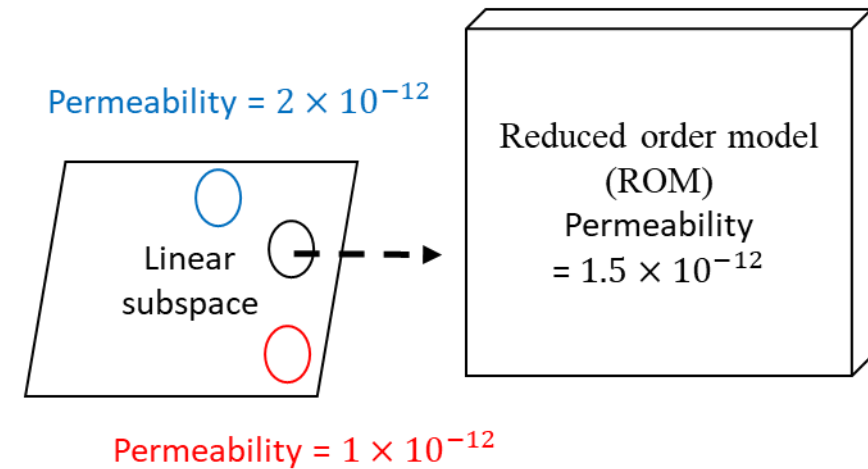 Permeability = 2 × 10⁻¹²
Reduced order model
(ROM)
Permeability
= 1.5 × 10⁻¹²
Linear
subspace
Permeability = 1 × 10⁻¹²